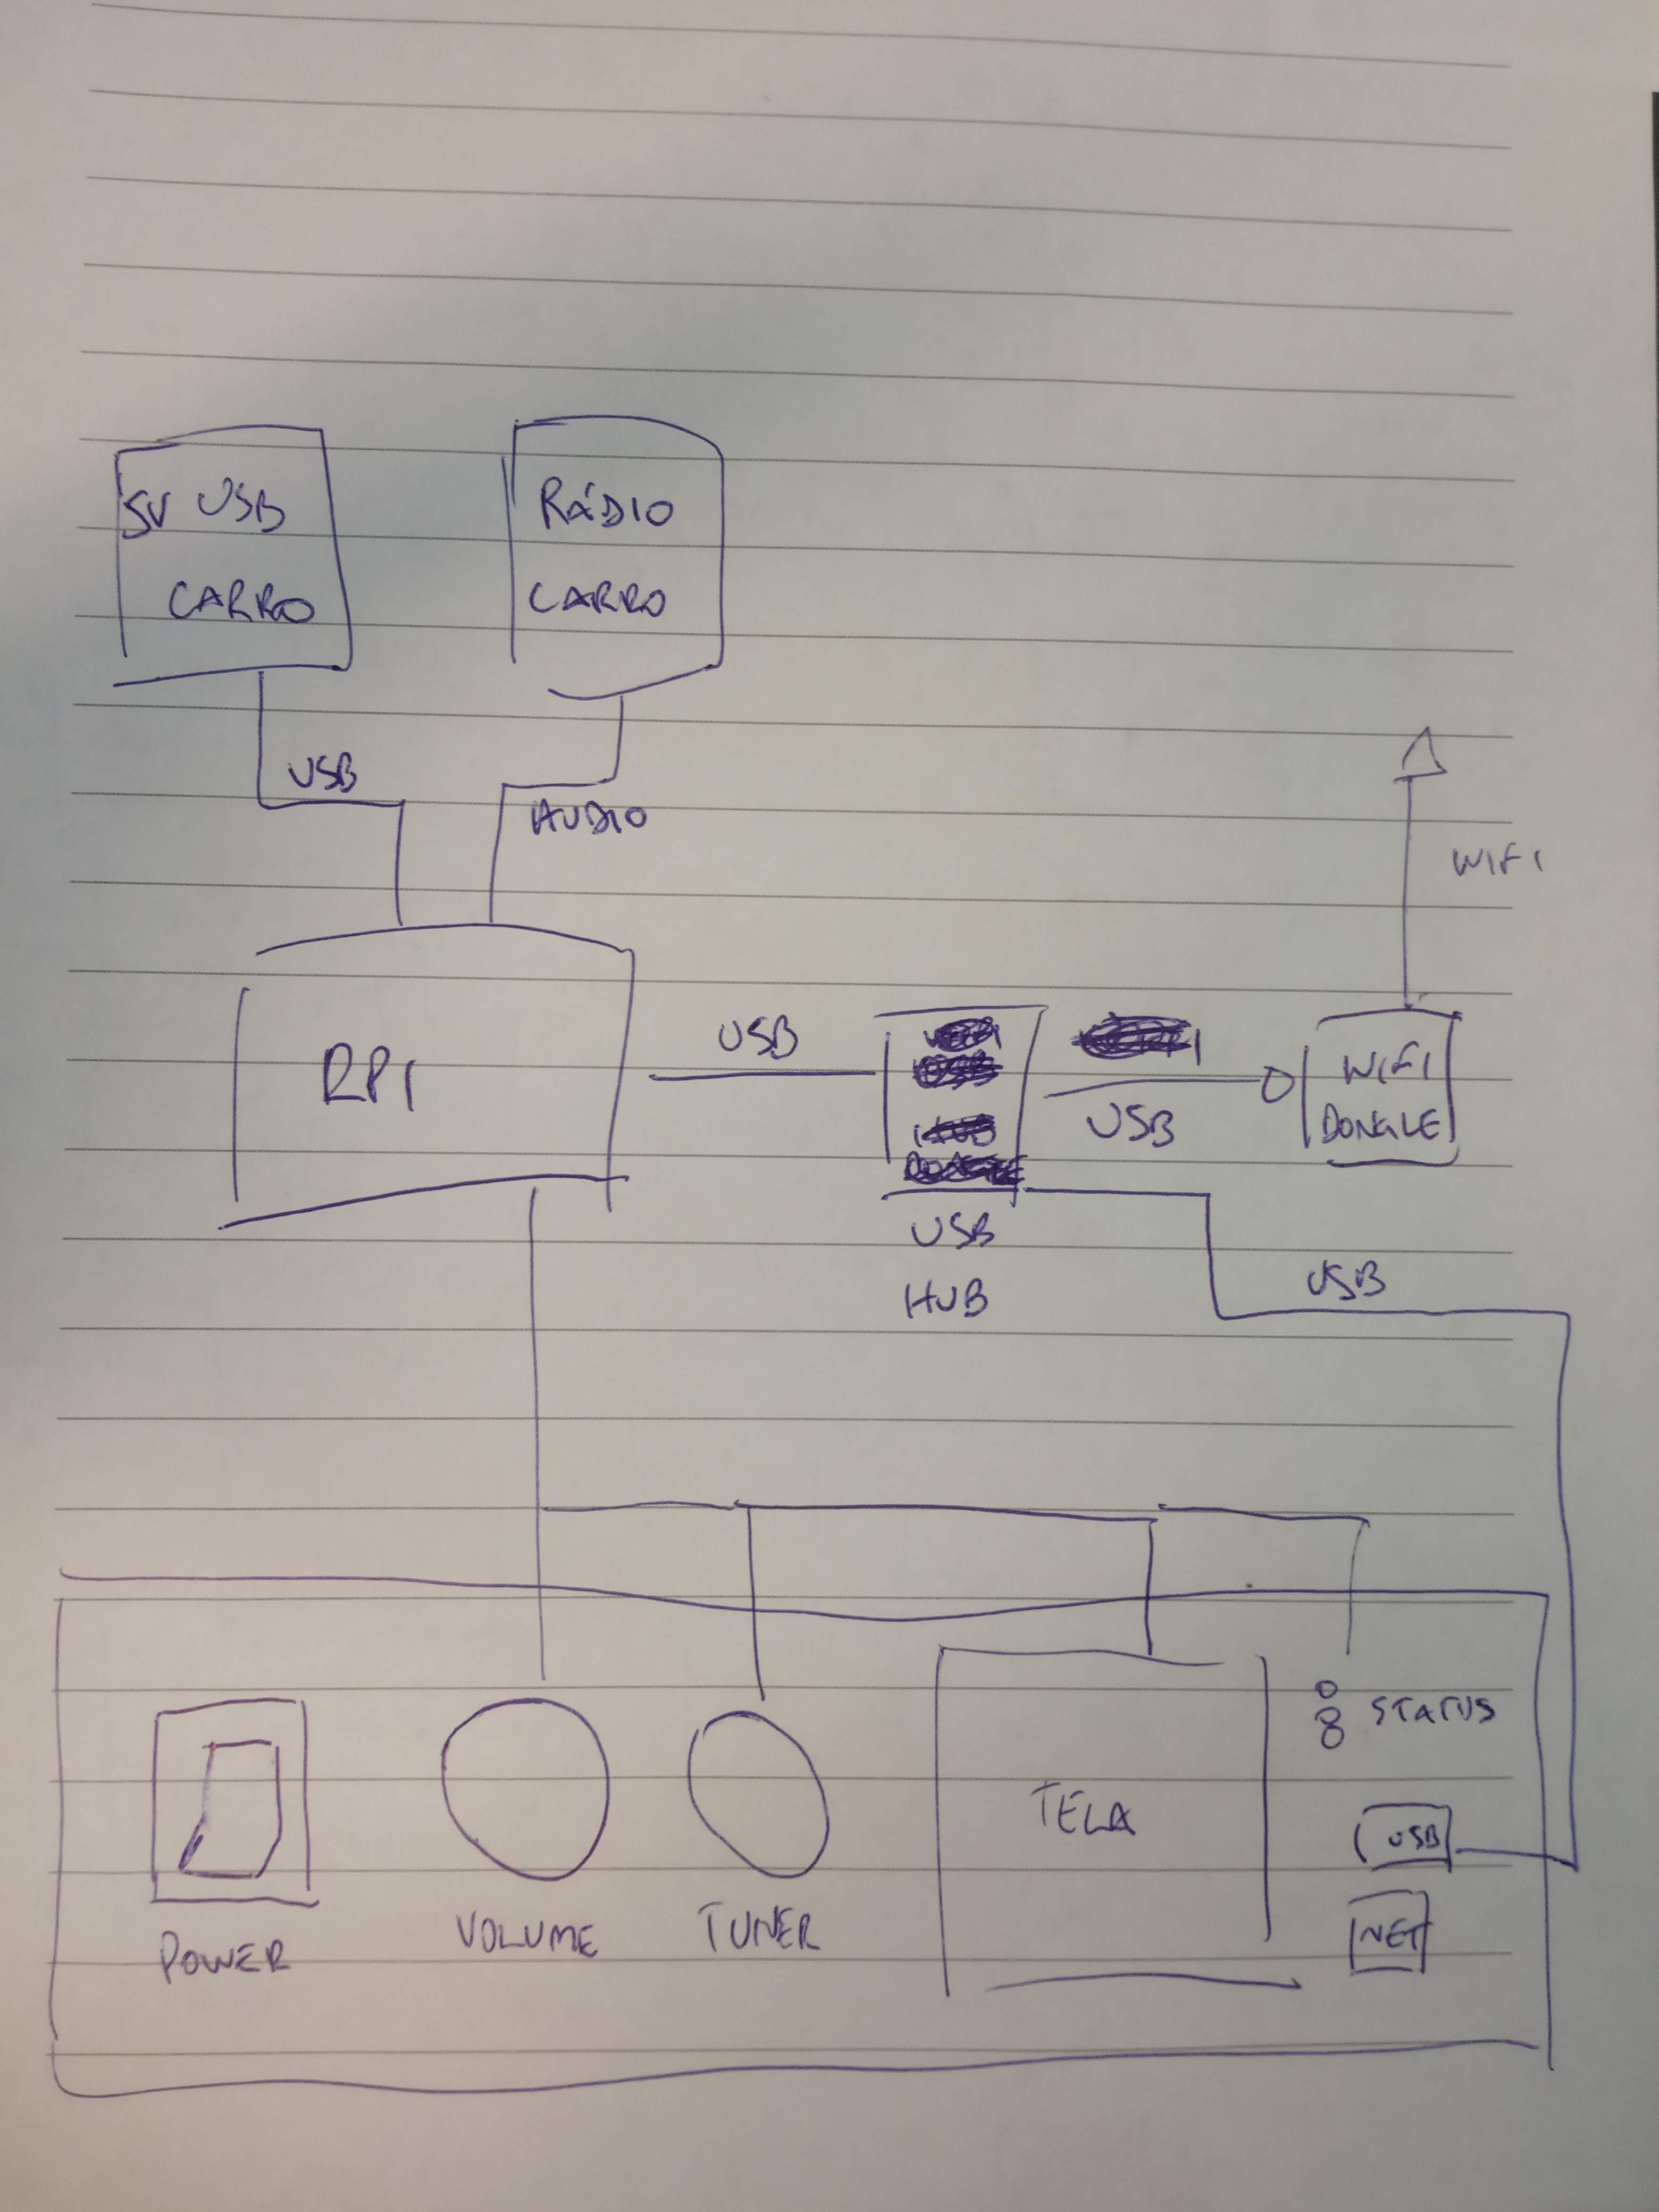 5V USB
CARRO
RÁDIO
CARRO
USB
AUDIO
WIFI
RPI
USB
USB
WIFI
DONGLE
USB
HUB
USB
STATUS
TELA
USB
NET
POWER
VOLUME
TUNER